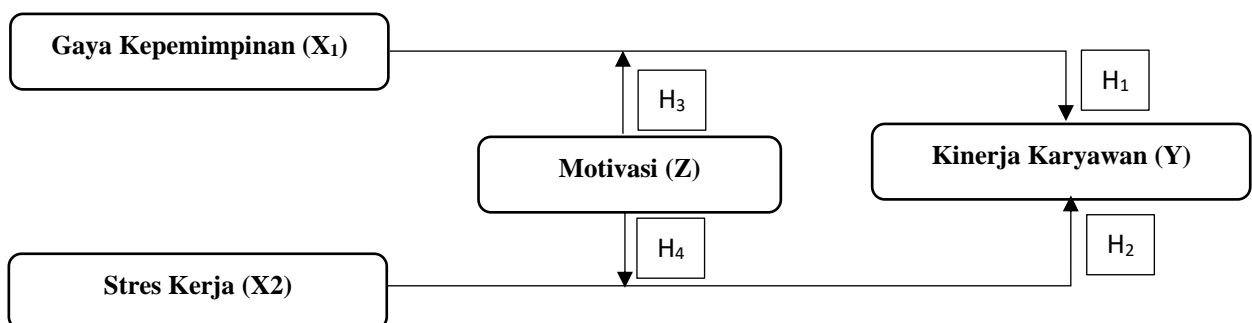 Gaya Kepemimpinan (X₁)
H₁
H₃
Motivasi (Z)
Kinerja Karyawan (Y)
H₄
H₂
Stres Kerja (X2)